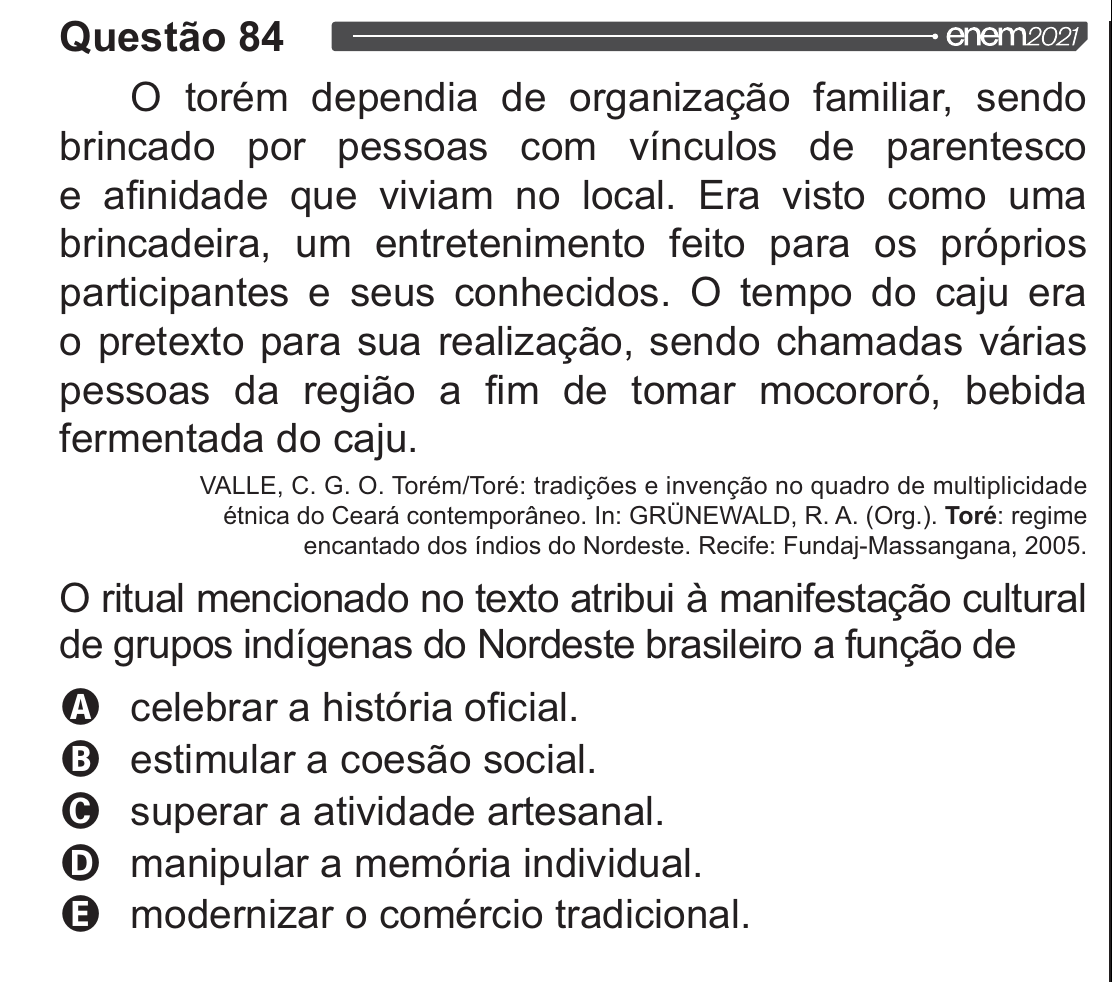 Questão 84
enem2021
O torém dependia de organização familiar, sendo
brincado por pessoas com vínculos de parentesco
e afinidade que viviam no local. Era visto como uma
brincadeira, um entretenimento feito para os próprios
participantes e seus conhecidos. O tempo do caju era
o pretexto para sua realização, sendo chamadas várias
pessoas da região a fim de tomar mocororó, bebida
fermentada do caju.
VALLE, C. G. O. Torém/Toré: tradições e invenção no quadro de multiplicidade
étnica do Ceará contemporâneo. In: GRÜNEWALD, R. A. (Org.). Toré: regime
encantado dos índios do Nordeste. Recife: Fundaj-Massangana, 2005.
O ritual mencionado no texto atribui à manifestação cultural
de grupos indígenas do Nordeste brasileiro a função de
A celebrar a história oficial.
B estimular a coesão social.
C superar a atividade artesanal.
D manipular a memória individual.
E modernizar o comércio tradicional.